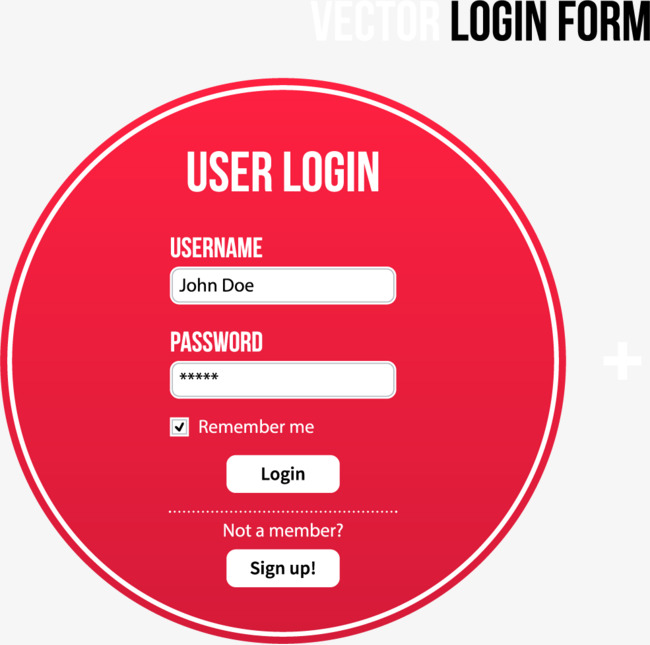 VECTOR LOGIN FORM
USER LOGIN
USERNAME
John Doe
PASSWORD
*****
Remember me
Login
Not a member?
Sign up!
+